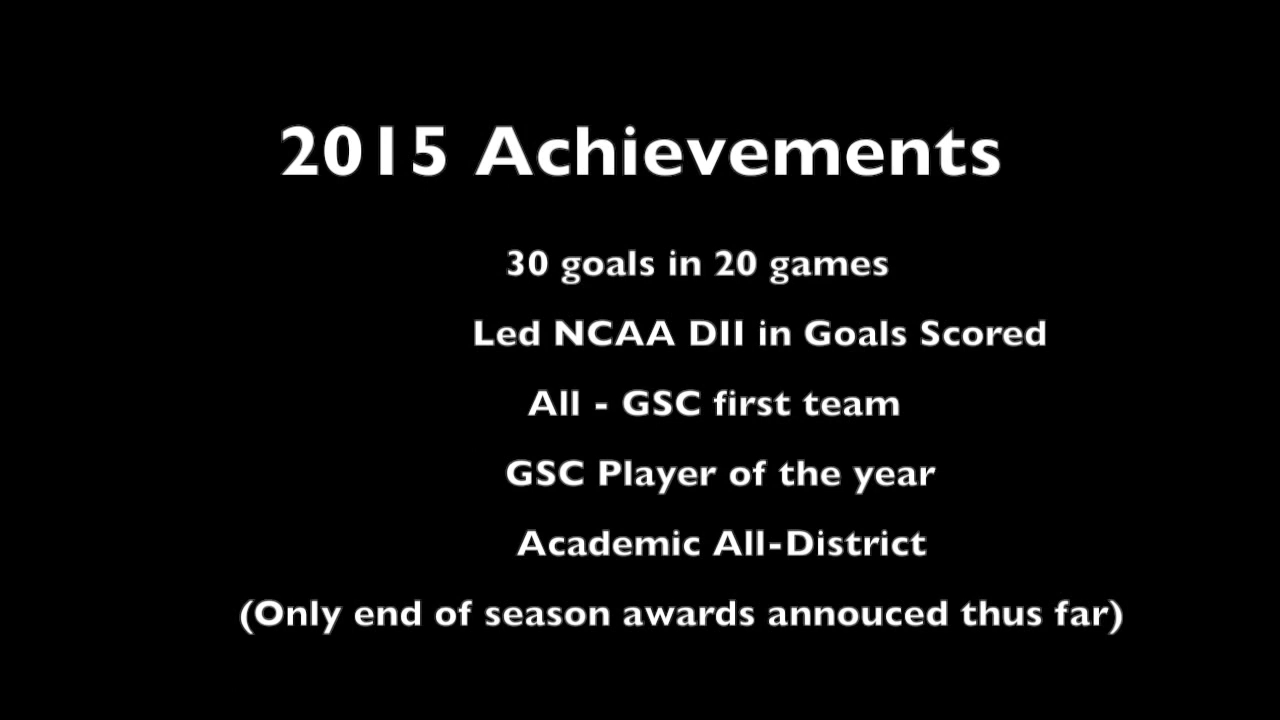 2015 Achievements
30 goals in 20 games
Led NCAA DII in Goals Scored
All - GSC first team
GSC Player of the year
Academic All-District
(Only end of season awards annouced thus far)